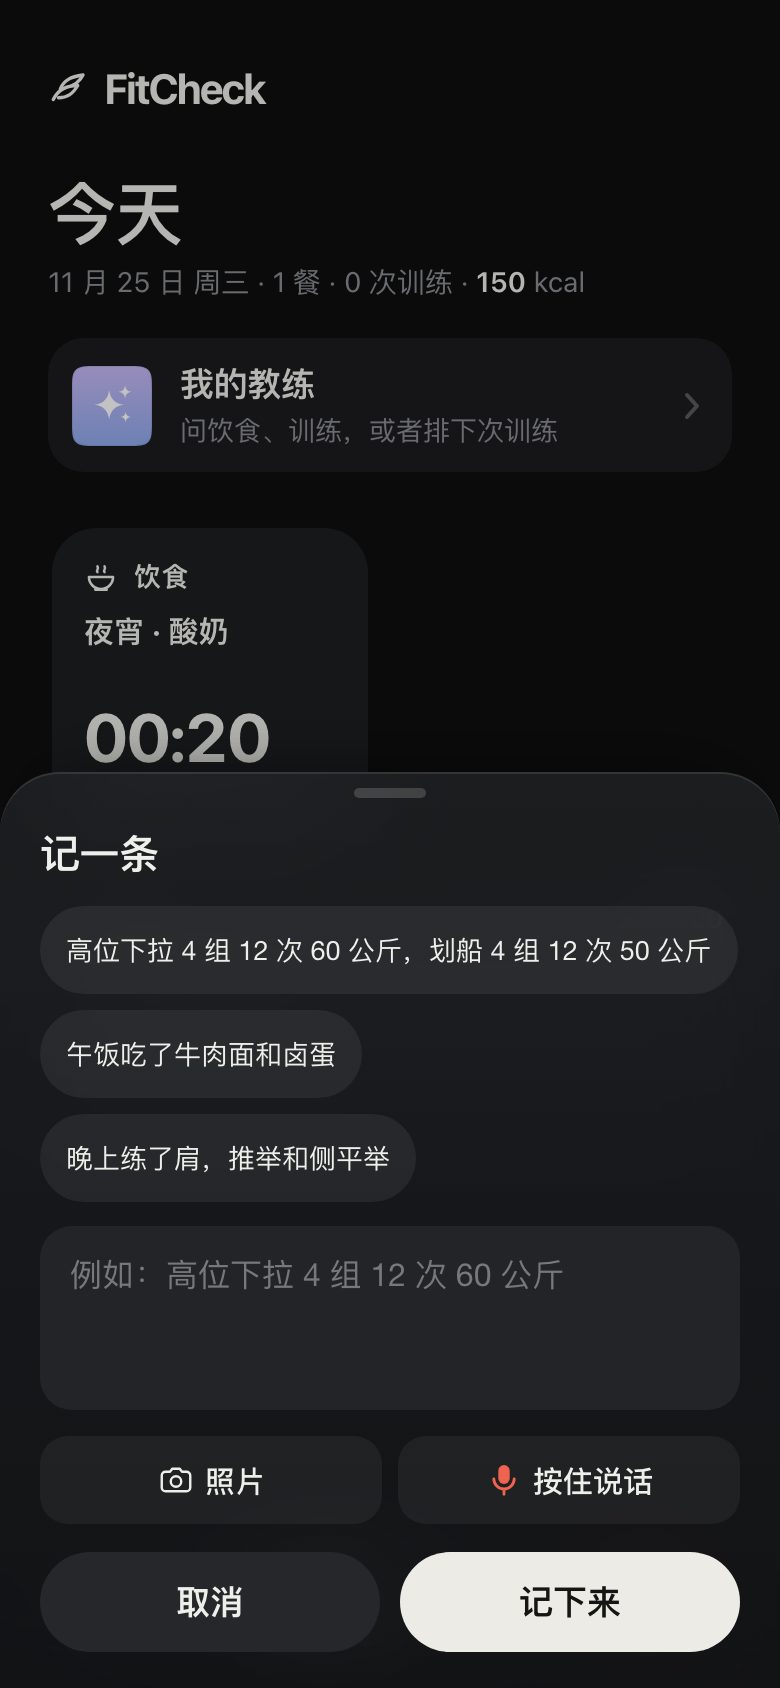 FitCheck
今天
11 月 25 日 周三 · 1 餐 · 0 次训练 · 150 kcal
我的教练
问饮食、训练，或者排下次训练
饮食
夜宵 · 酸奶
00:20
记一条
高位下拉 4 组 12 次 60 公斤，划船 4 组 12 次 50 公斤
午饭吃了牛肉面和卤蛋
晚上练了肩，推举和侧平举
例如：高位下拉 4 组 12 次 60 公斤
照片
按住说话
取消
记下来